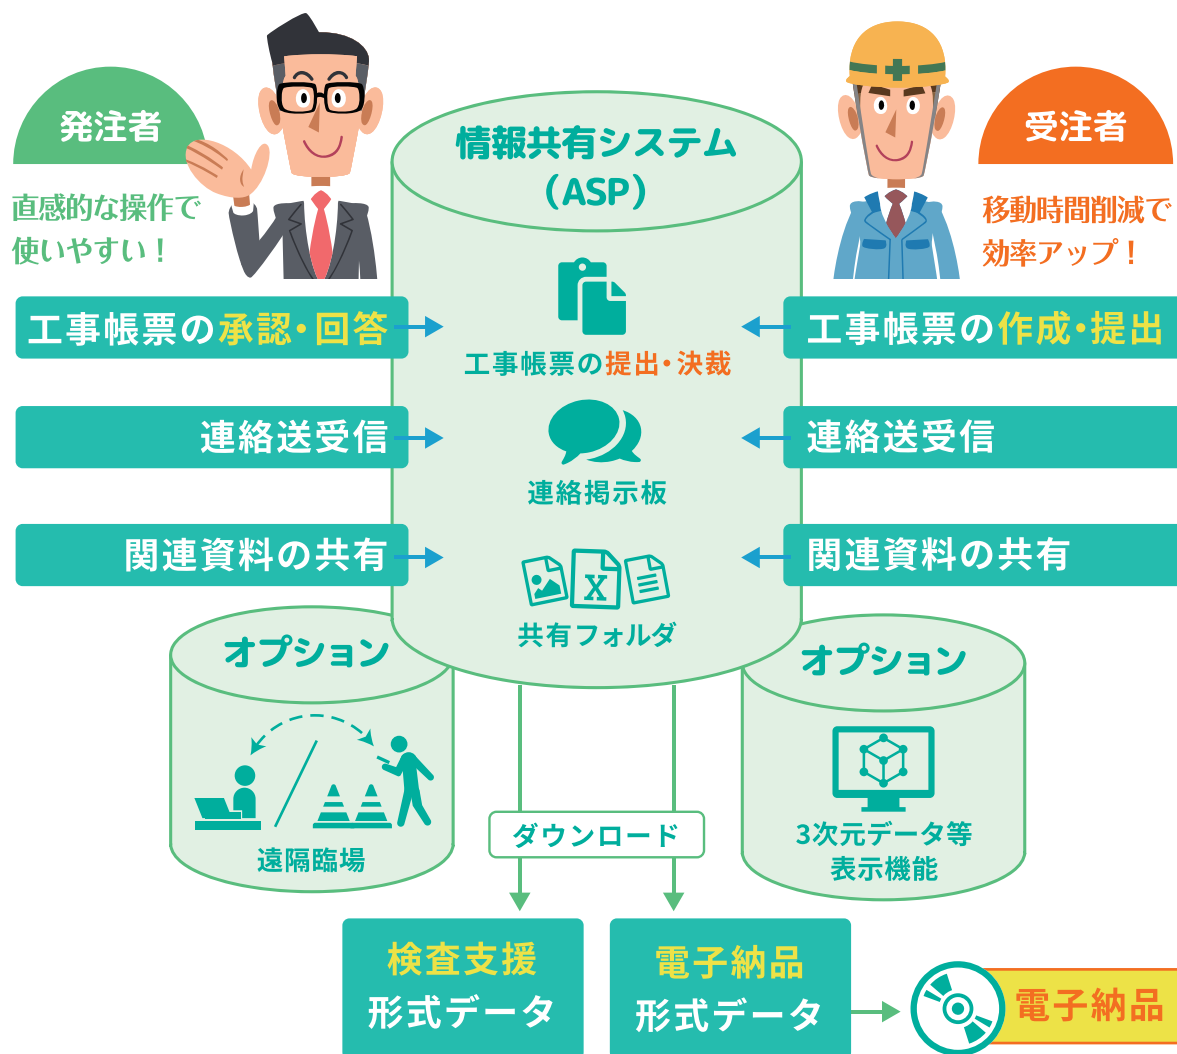 発注者
直感的な操作で
使いやすい！
受注者
移動時間削減で
効率アップ！
情報共有システム
（ASP）
工事帳票の承認・回答
連絡送受信
関連資料の共有
工事帳票の提出・決裁
連絡掲示板
X
共有フォルダ
工事帳票の作成・提出
連絡送受信
関連資料の共有
オプション
遠隔臨場
オプション
3次元データ等
表示機能
ダウンロード
検査支援
形式データ
電子納品
形式データ
電子納品